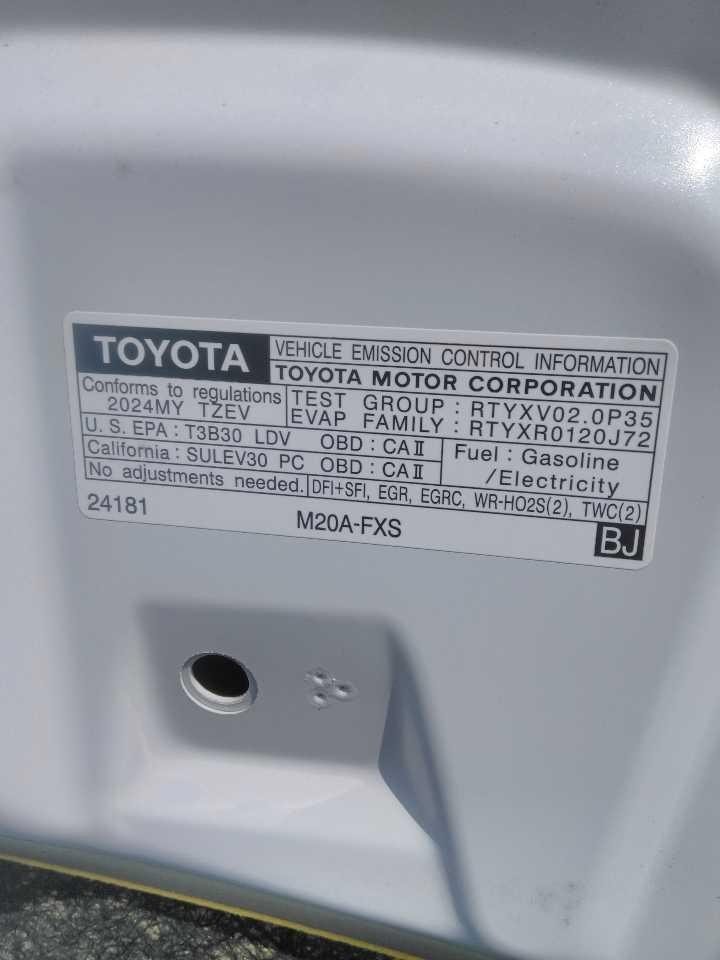 TOYOTA
VEHICLE EMISSION CONTROL INFORMATION
TOYOTA MOTOR CORPORATION
Conforms to regulations
2024MY TZEV
TEST GROUP : RTYXV02.0P35
EVAP FAMILY : RTYXR0120J72
U. S. EPA : T3B30 LDV OBD : CAⅡ
California : SULEV30 PC OBD : CAⅡ
Fuel : Gasoline
/Electricity
No adjustments needed.
DFI+SFI, EGR, EGRC, WR-HO2S(2), TWC(2)
24181
M20A-FXS
BJ